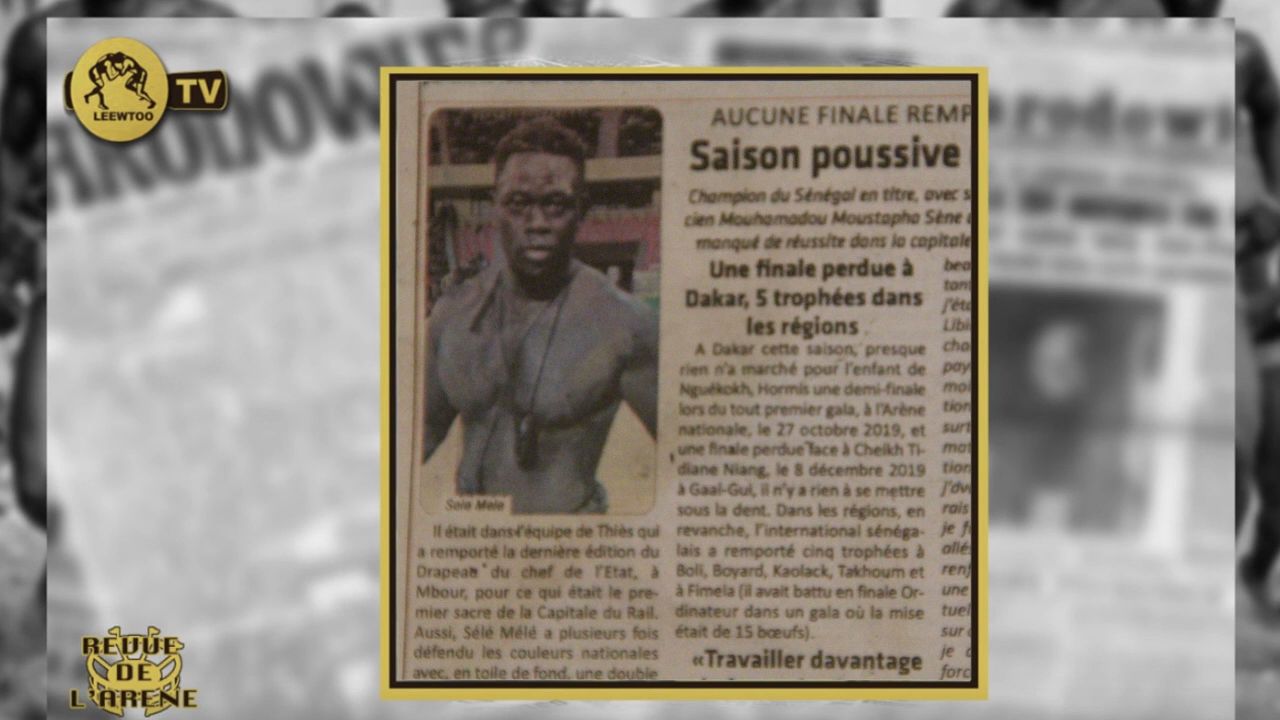 LEEWTOO
TV
AUCUNE FINALE REMP
Saison poussive
Champion du Sénégal en titre, avec s
cien Mouhamadou Moustapha Sène
manqué de réussite dans la capitale
Une finale perdue à
Dakar, 5 trophées dans
les régions
A Dakar cette saison, presque
rien n'a marché pour l'enfant de
Nguékokh, Hormis une demi-finale
lors du tout premier gala, à l'Arène
nationale, le 27 octobre 2019, et
une finale perdue face à Cheikh Ti-
diane Niang, le 8 décembre 2019
à Gaal-Gui, il n'y a rien à se mettre
sous la dent. Dans les régions, en
revanche, l'international sénéga-
lais a remporté cinq trophées à
Boli, Boyard, Kaolack, Takhoum et
à Fimela (il avait battu en finale Or-
dinateur dans un gala où la mise
était de 15 bœufs).
«Travailler davantage
Il était dans l'équipe de Thiès qui
a remporté la dernière édition du
Drapeau du chef de l'Etat, à
Mbour, pour ce qui était le pre-
mier sacre de la Capitale du Rail.
Aussi, Sélé Mélé a plusieurs fois
défendu les couleurs nationales
avec, en toile de fond, une double
REVUE
DE
L'ARENE